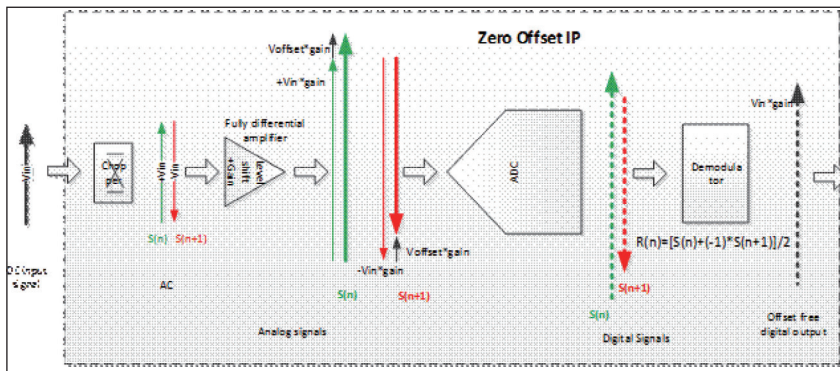 Zero Offset IP
Voffset*gain
+Vin*gain
Vin*gain
Fully differential
amplifier
Vin
Chop
per
+Vin
-Vin
level
shift
+Gain
ADC
Demodula
tor
S(n) S(n+1)
Voffset*gain
-Vin*gain
R(n)=[S(n)+(-1)*S(n+1)]/2
DC input
signal
AC
S(n)
S(n+1)
S(n+1)
S(n)
Analog signals
Digital Signals
Offset free
digital output